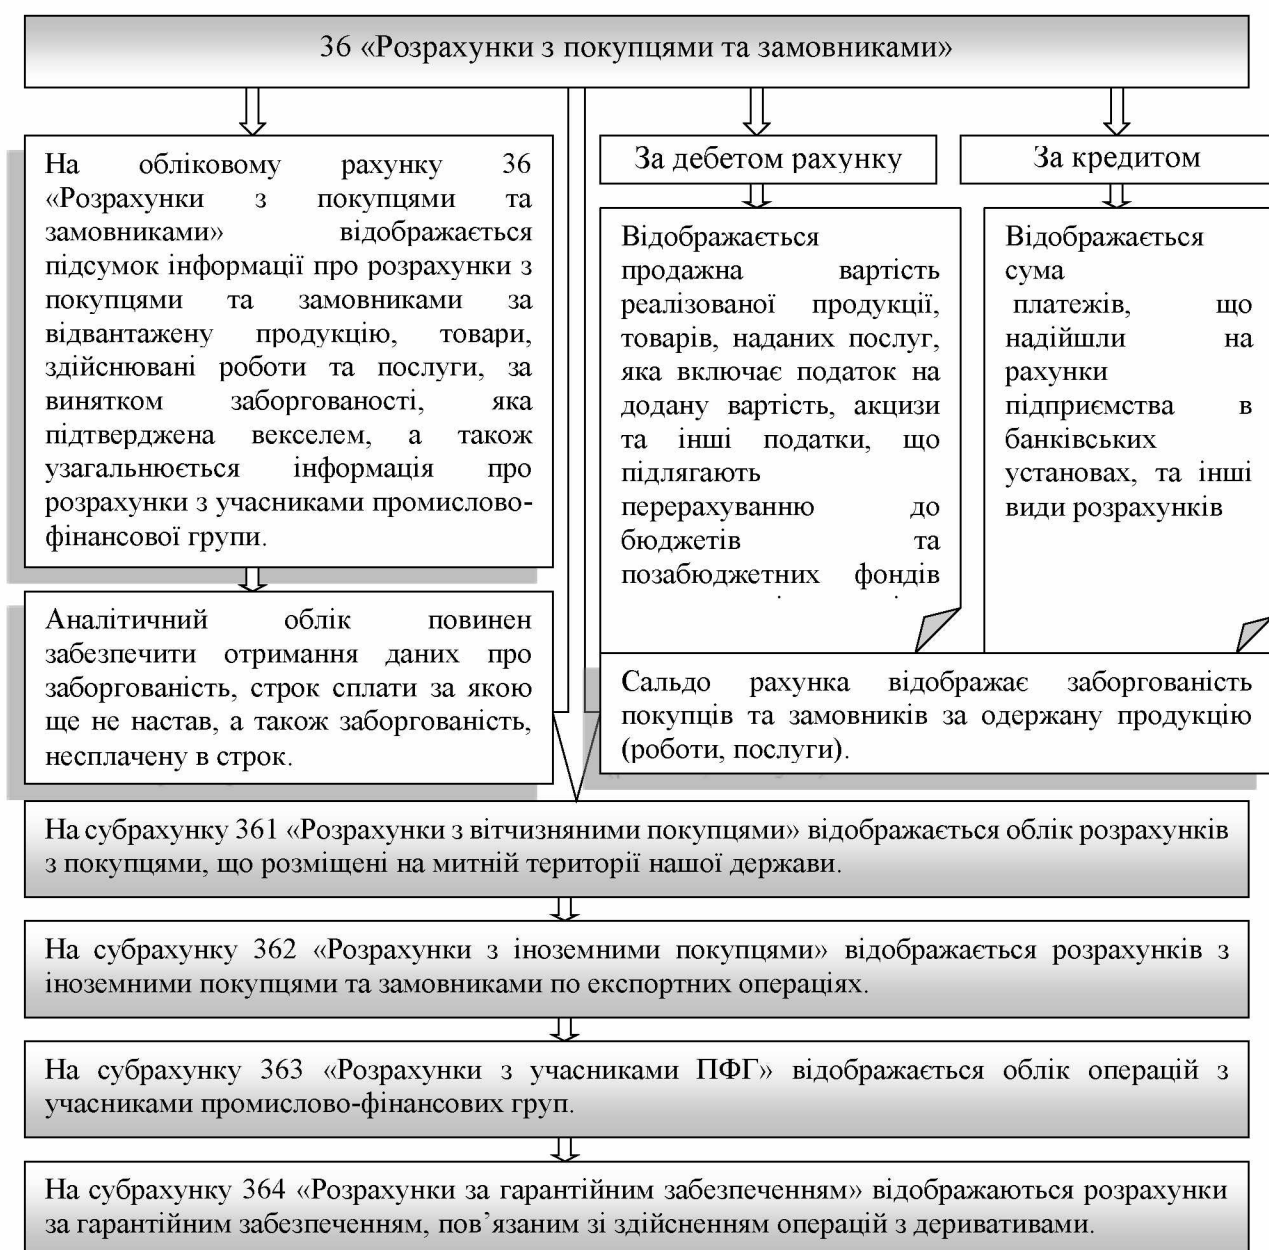 36 «Розрахунки з покупцями та замовниками»
На обліковому рахунку 36
«Розрахунки з покупцями та
замовниками» відображається
підсумок інформації про розрахунки з
покупцями та замовниками за
відвантажену продукцію, товари,
здійснювані роботи та послуги, за
винятком заборгованості, яка
підтверджена векселем, а також
узагальнюється інформація про
розрахунки з учасниками промислово-
фінансової групи.
Аналітичний облік повинен
забезпечити отримання даних про
заборгованість, строк сплати за якою
ще не настав, а також заборгованість,
несплачену в строк.
За дебетом рахунку
Відображається
продажна вартість
реалізованої продукції,
товарів, наданих послуг,
яка включає податок на
додану вартість, акцизи
та інші податки, що
підлягають
перерахуванню до
бюджетів та
позабюджетних фондів
За кредитом
Відображається
сума
платежів, що
надійшли на
рахунки
підприємства в
банківських
установах, та інші
види розрахунків
Сальдо рахунка відображає заборгованість
покупців та замовників за одержану продукцію
(роботи, послуги).
На субрахунку 361 «Розрахунки з вітчизняними покупцями» відображається облік розрахунків
з покупцями, що розміщені на митній території нашої держави.
На субрахунку 362 «Розрахунки з іноземними покупцями» відображається розрахунків з
іноземними покупцями та замовниками по експортних операціях.
На субрахунку 363 «Розрахунки з учасниками ПФГ» відображається облік операцій з
учасниками промислово-фінансових груп.
На субрахунку 364 «Розрахунки за гарантійним забезпеченням» відображаються розрахунки
за гарантійним забезпеченням, пов’язаним зі здійсненням операцій з деривативами.